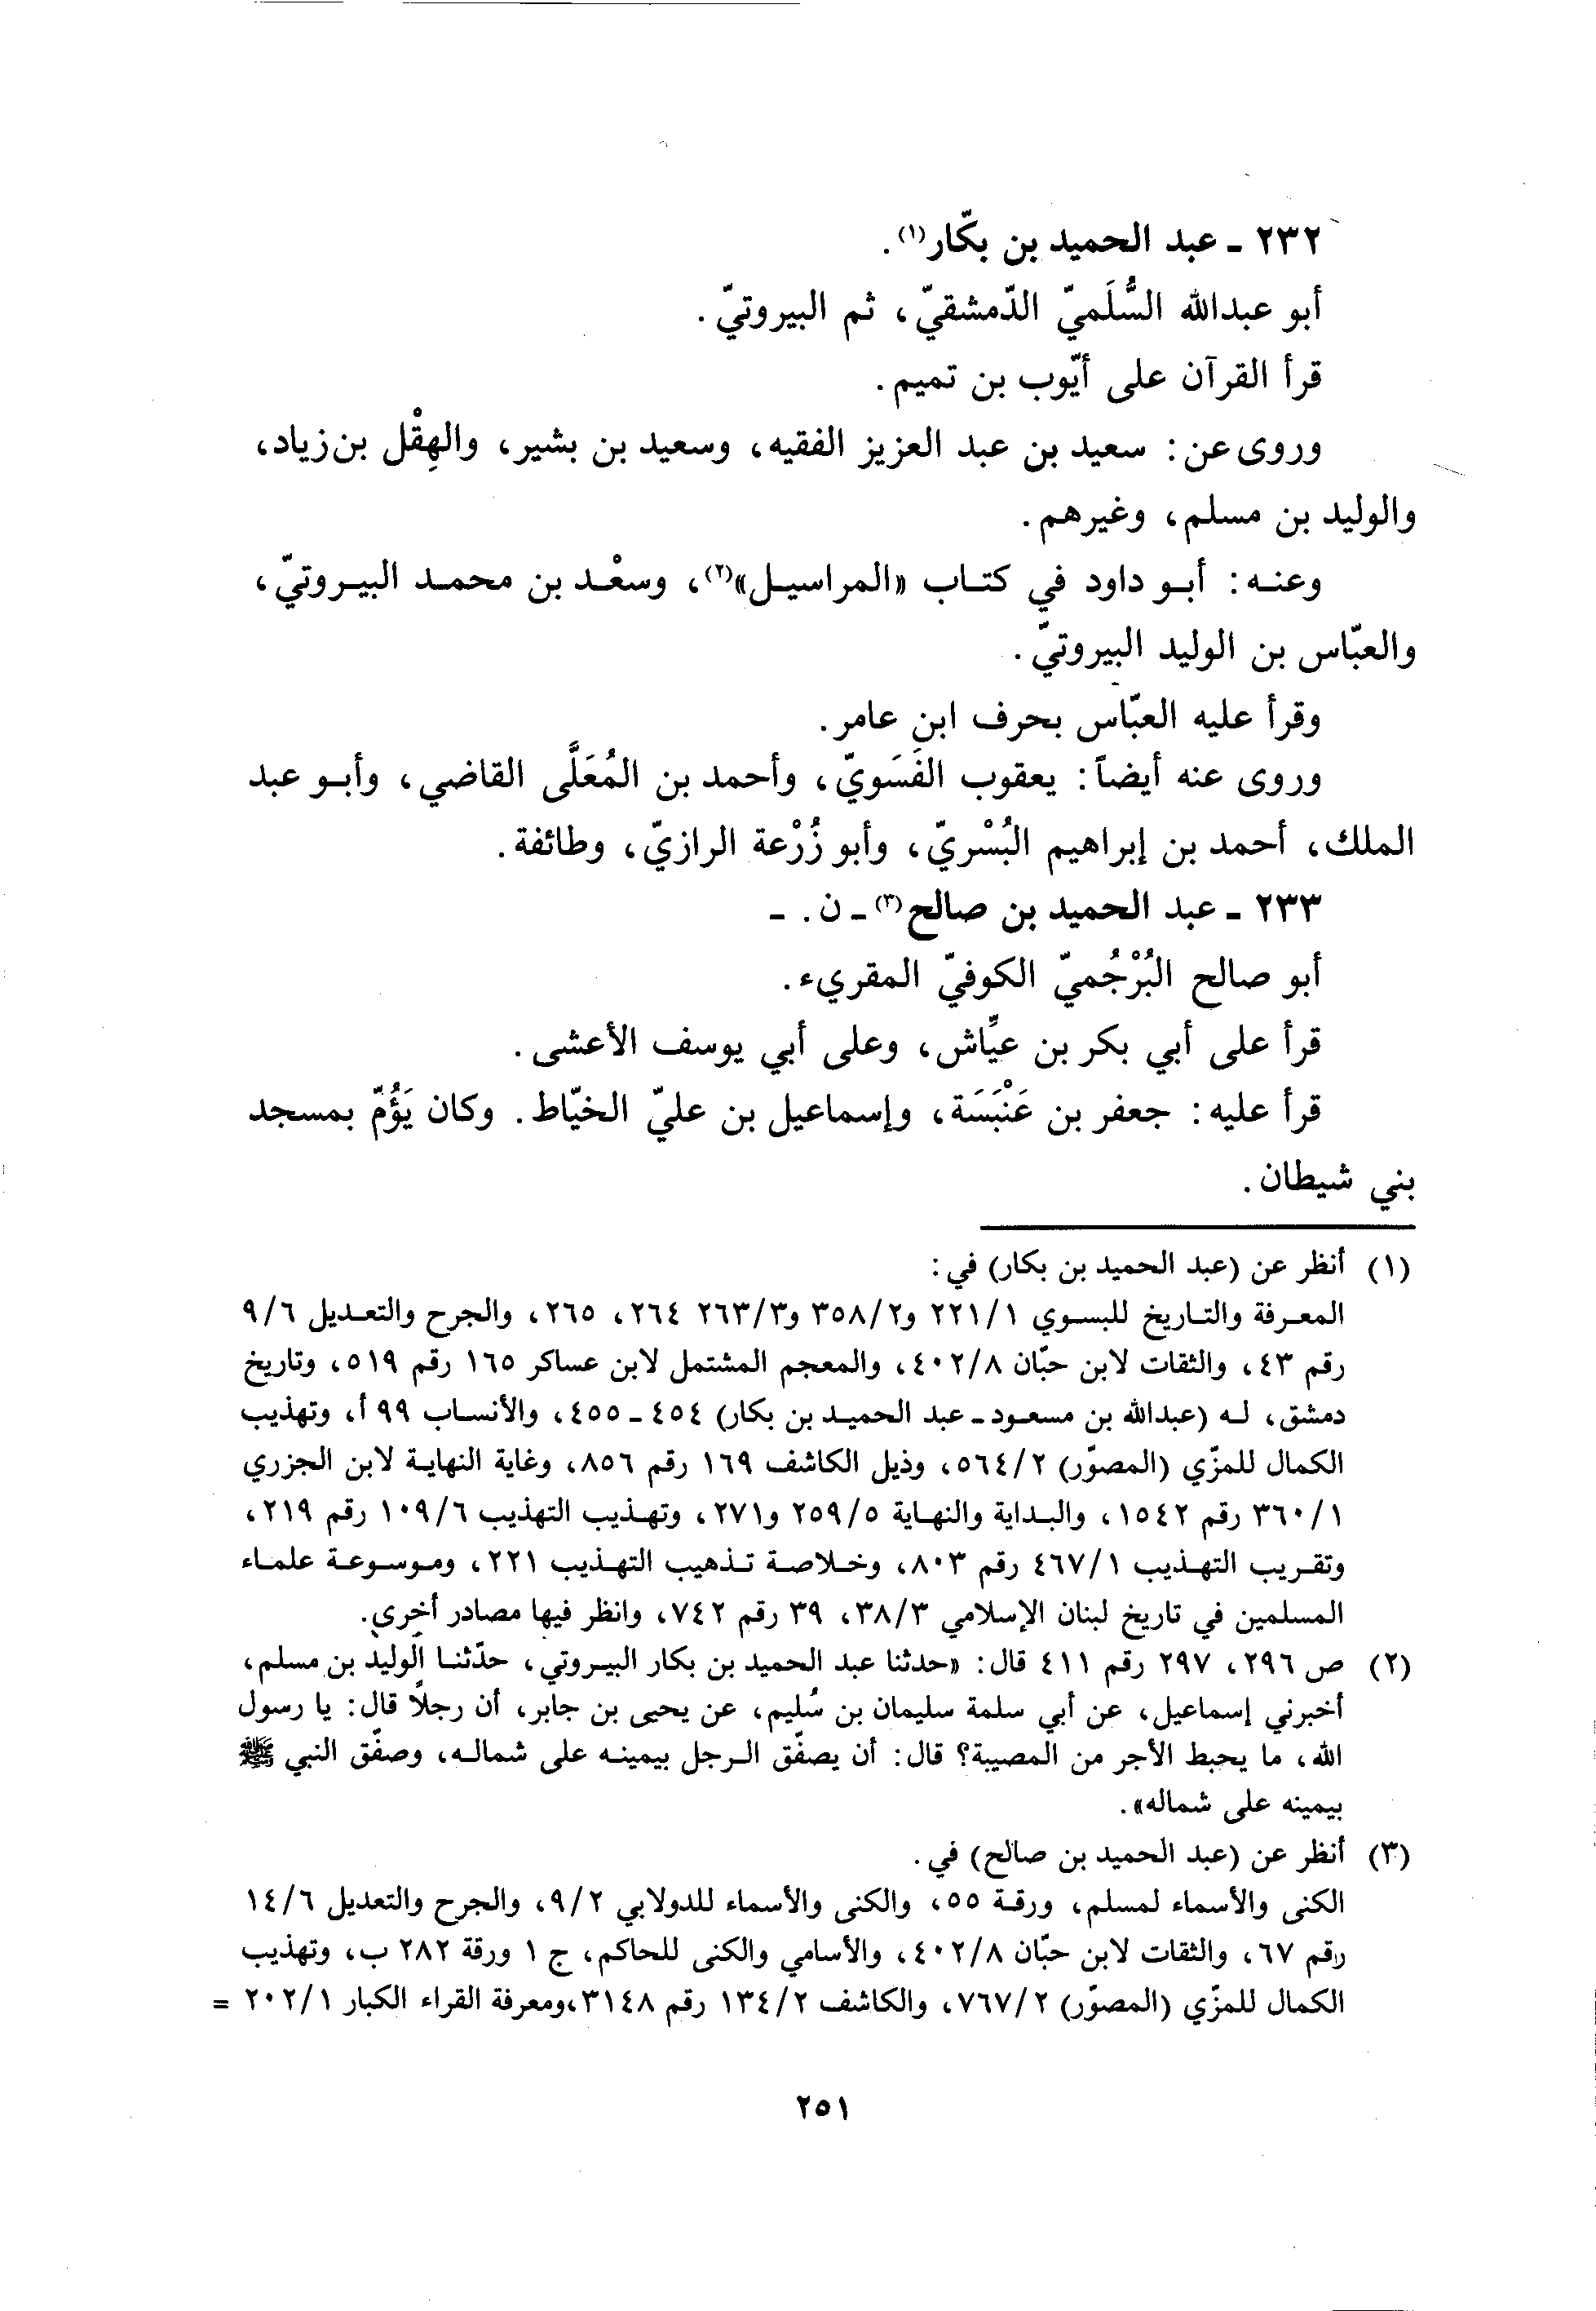 ٢٣٢ ـ عبد الحميد بن بكّار(١).
أبو عبدالله السُّلَميّ الدّمشقيّ، ثم البيروتيّ.
قرأ القرآن على أيّوب بن تميم.
وروى عن: سعيد بن عبد العزيز الفقيه، وسعيد بن بشير، والهِقْل بن زياد،
والوليد بن مسلم، وغيرهم.
وعنه: أبو داود في كتاب «المراسيل»(٢)، وسعْد بن محمد البيروتيّ،
والعبّاس بن الوليد البيروتيّ.
وقرأ عليه العبّاس بحرف ابن عامر.
وروى عنه أيضاً: يعقوب الفَسَويّ، وأحمد بن المُعَلَّى القاضي، وأبو عبد
الملك، أحمد بن إبراهيم البُسْريّ، وأبو زُرْعة الرازيّ، وطائفة.
٢٣٣ ـ عبد الحميد بن صالح(٣) ـ ن. ـ
أبو صالح البُرْجُميّ الكوفيّ المقريء.
قرأ على أبي بكر بن عيّاش، وعلى أبي يوسف الأعشى.
قرأ عليه: جعفر بن عَنْبَسَة، وإسماعيل بن عليّ الخيّاط. وكان يَؤُمّ بمسجد
بني شيطان.
(١) أنظر عن (عبد الحميد بن بكار) في:
المعرفة والتاريخ للبسوي ٢٢١/١ و٣٥٨/٢ و٢٦٣/٣ ٢٦٤، ٢٦٥، والجرح والتعديل ٩/٦
رقم ٤٣، والثقات لابن حبّان ٤٠٢/٨، والمعجم المشتمل لابن عساكر ١٦٥ رقم ٥١٩، وتاريخ
دمشق، له (عبدالله بن مسعود ـ عبد الحميد بن بكار) ٤٥٤ ـ ٤٥٥، والأنساب ٩٩ أ، وتهذيب
الكمال للمزّي (المصوّر) ٥٦٤/٢، وذيل الكاشف ١٦٩ رقم ٨٥٦، وغاية النهاية لابن الجزري
٣٦٠/١ رقم ١٥٤٢، والبداية والنهاية ٢٥٩/٥ و٢٧١، وتهذيب التهذيب ١٠٩/٦ رقم ٢١٩،
وتقريب التهذيب ٤٦٧/١ رقم ٨٠٣، وخلاصة تذهيب التهذيب ٢٢١، وموسوعة علماء
المسلمين في تاريخ لبنان الإسلامي ٣٨/٣، ٣٩ رقم ٧٤٢، وانظر فيها مصادر أخرى.
(٢) ص ٢٩٦، ٢٩٧ رقم ٤١١ قال: «حدثنا عبد الحميد بن بكار البيروتي، حدّثنا الوليد بن مسلم،
أخبرني إسماعيل، عن أبي سلمة سليمان بن سُليم، عن يحيى بن جابر، أن رجلاً قال: يا رسول
الله، ما يحبط الأجر من المصيبة؟ قال: أن يصفّق الرجل بيمينه على شماله، وصفّق النبي ﷺ
بيمينه على شماله».
(٣) أنظر عن (عبد الحميد بن صالح) في.
الكنى والأسماء لمسلم، ورقة ٥٥، والكنى والأسماء للدولابي ٩/٢، والجرح والتعديل ١٤/٦
رقم ٦٧، والثقات لابن حبّان ٤٠٢/٨، والأسامي والكنى للحاكم، ج ١ ورقة ٢٨٢ ب، وتهذيب
الكمال للمزّي (المصوّر) ٧٦٧/٢، والكاشف ١٣٤/٢ رقم ٣١٤٨،ومعرفة القراء الكبار ٢٠٢/١ =
٢٥١